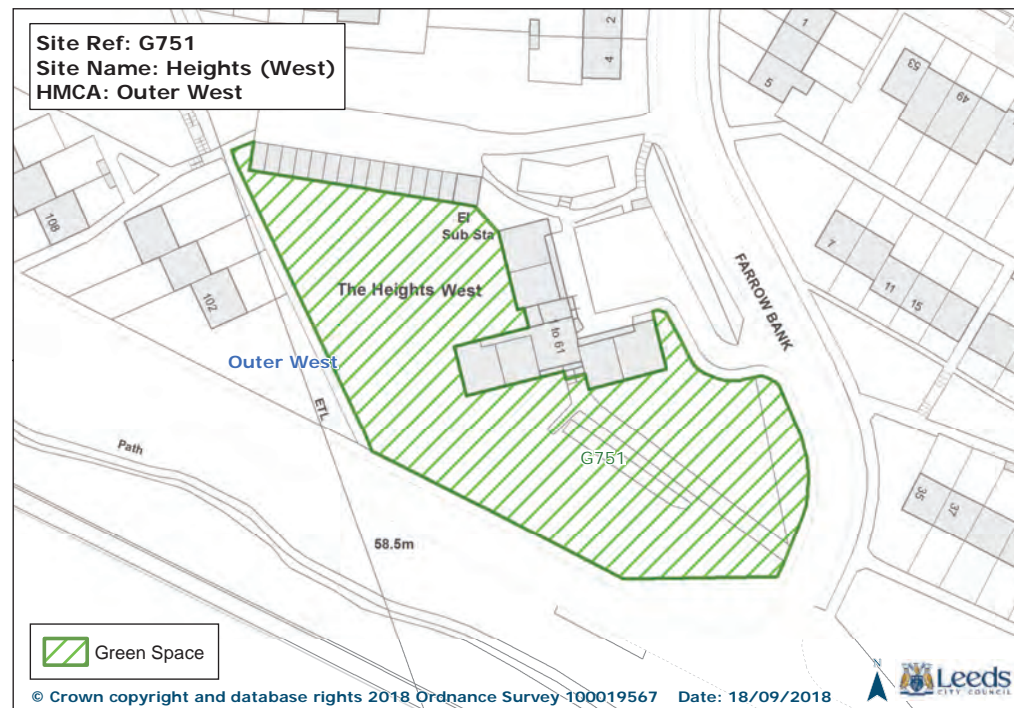 Site Ref: G751
Site Name: Heights (West)
HMCA: Outer West
2
4
1
5
53
49
108
102
El
Sub Sta
The Heights West
to 61
FARROW BANK
7
11
15
Outer West
ETL
Path
G751
35
37
58.5m
Green Space
© Crown copyright and database rights 2018 Ordnance Survey 100019567 Date: 18/09/2018
N
Leeds
CITY COUNCIL